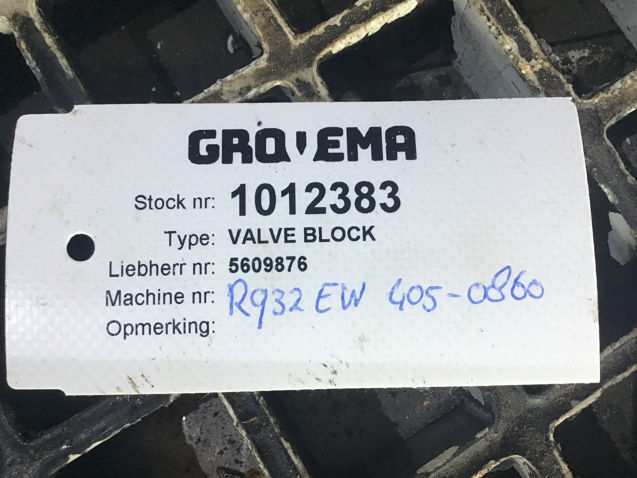 GROVEMA
Stock nr: 1012383
Type: VALVE BLOCK
Liebherr nr: 5609876
Machine nr: R932 EW 405-0860
Opmerking: